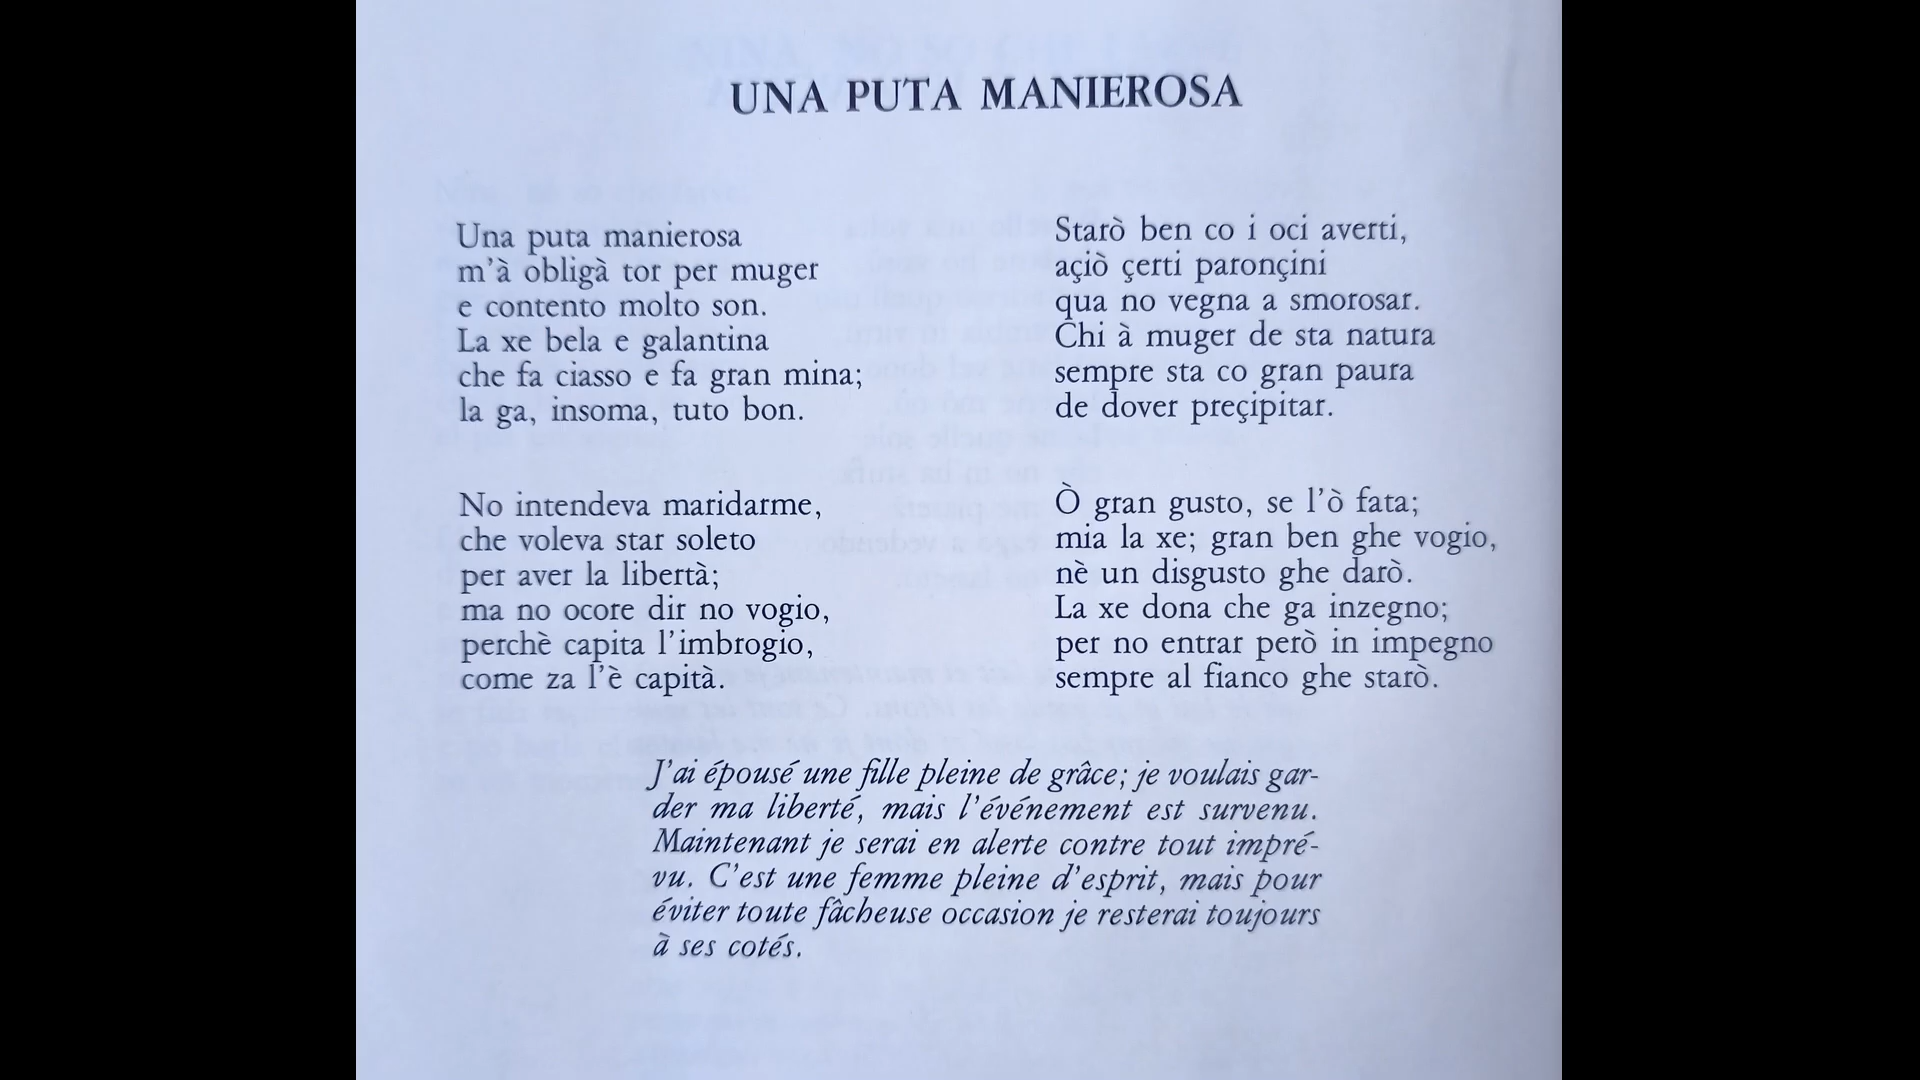 UNA PUTA MANIEROSA
Una puta manierosa
m'à obligà tor per muger
e contento molto son.
La xe bela e galantina
che fa ciasso e fa gran mina;
la ga, insoma, tuto bon.
No intendeva maridarme,
che voleva star soleto
per aver la libertà;
ma no ocore dir no vogio,
perchè capita l'imbrogio,
come za l'è capità.
Starò ben co i oci averti,
açiò çerti paronçini
qua no vegna a smorosar.
Chi à muger de sta natura
sempre sta co gran paura
de dover preçipitar.
Ò gran gusto, se l'ò fata;
mia la xe; gran ben ghe vogio,
nè un disgusto ghe darò.
La xe dona che ga inzegno;
per no entrar però in impegno
sempre al fianco ghe starò.
J'ai épousé une fille pleine de grâce; je voulais gar-
der ma liberté, mais l'événement est survenu.
Maintenant je serai en alerte contre tout impré-
vu. C'est une femme pleine d'esprit, mais pour
éviter toute fâcheuse occasion je resterai toujours
à ses cotés.